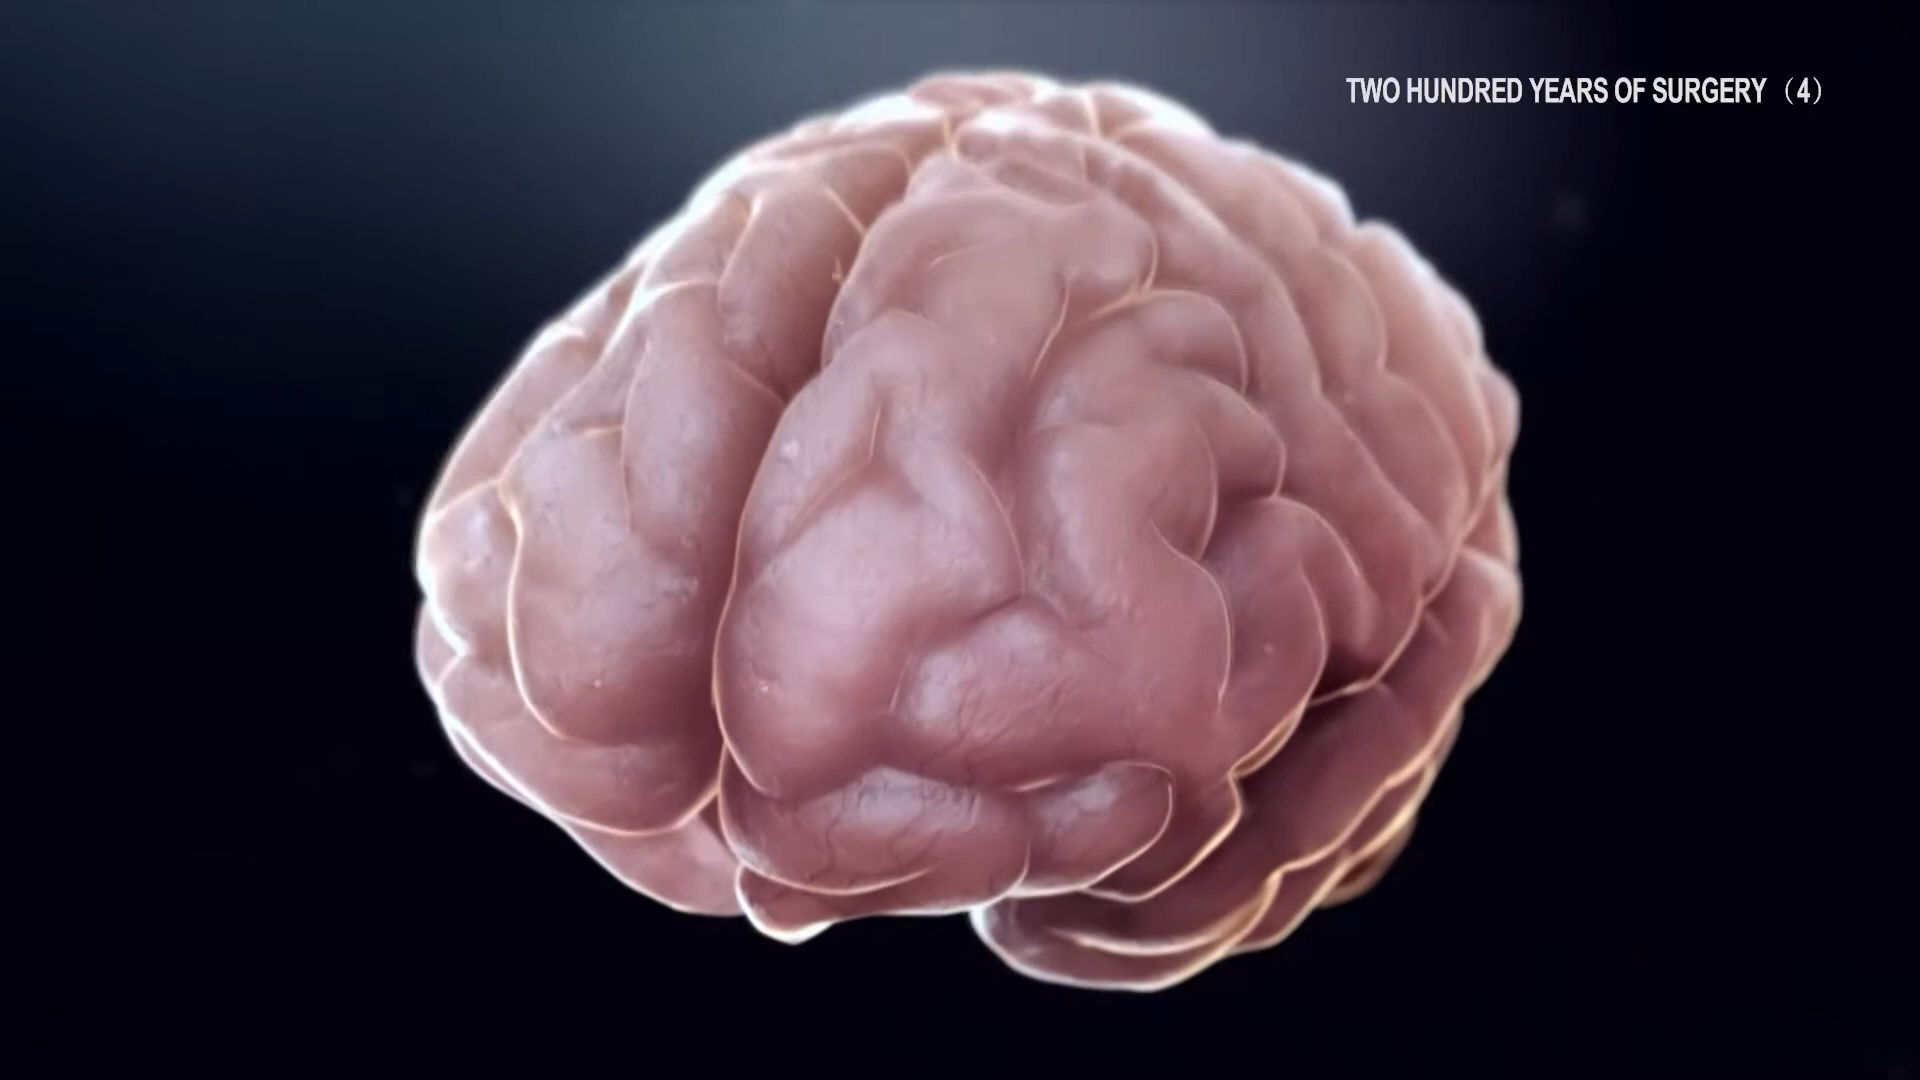 TWO HUNDRED YEARS OF SURGERY（4）